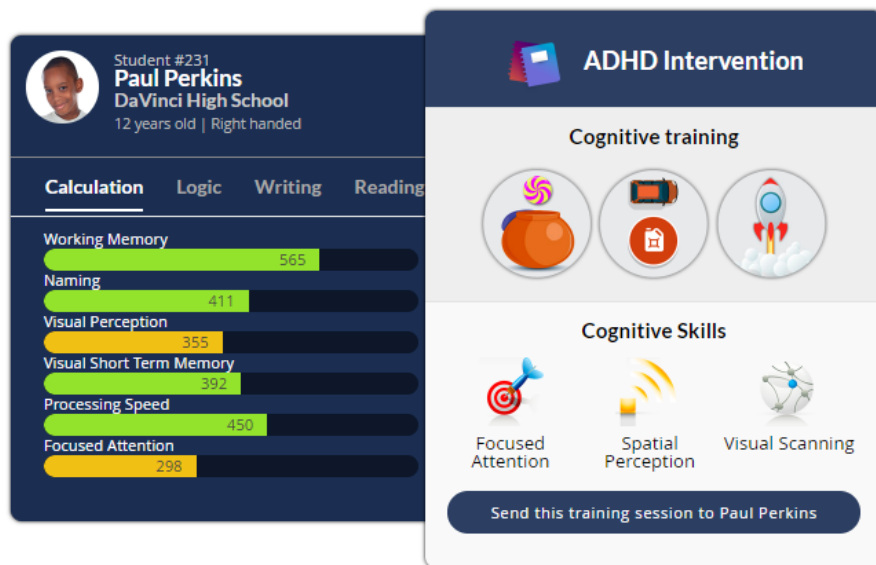 Student #231
Paul Perkins
DaVinci High School
12 years old | Right handed
Calculation Logic Writing Reading
Working Memory
565
Naming
411
Visual Perception
355
Visual Short Term Memory
392
Processing Speed
450
Focused Attention
298
ADHD Intervention
Cognitive training
Cognitive Skills
Focused
Attention
Spatial
Perception
Visual Scanning
Send this training session to Paul Perkins